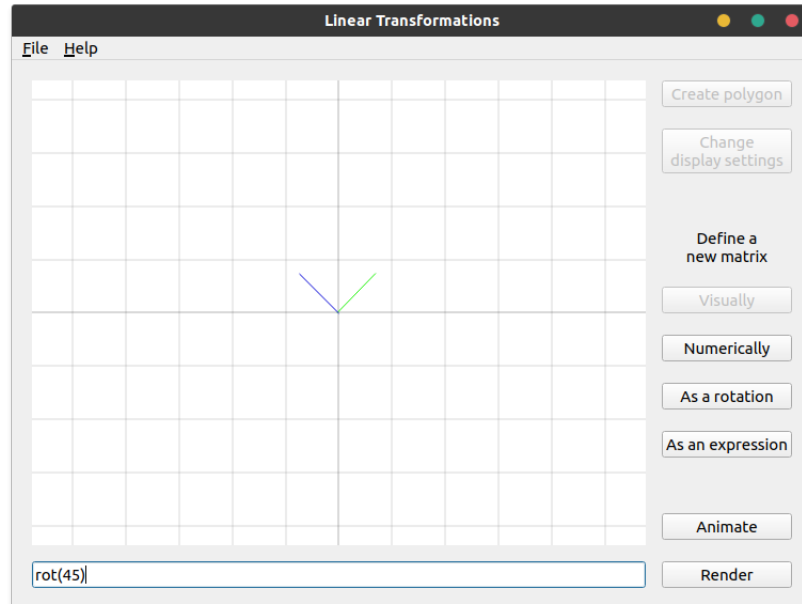 Linear Transformations
File Help
Create polygon
Change
display settings
Define a
new matrix
Visually
Numerically
As a rotation
As an expression
Animate
rot(45)
Render